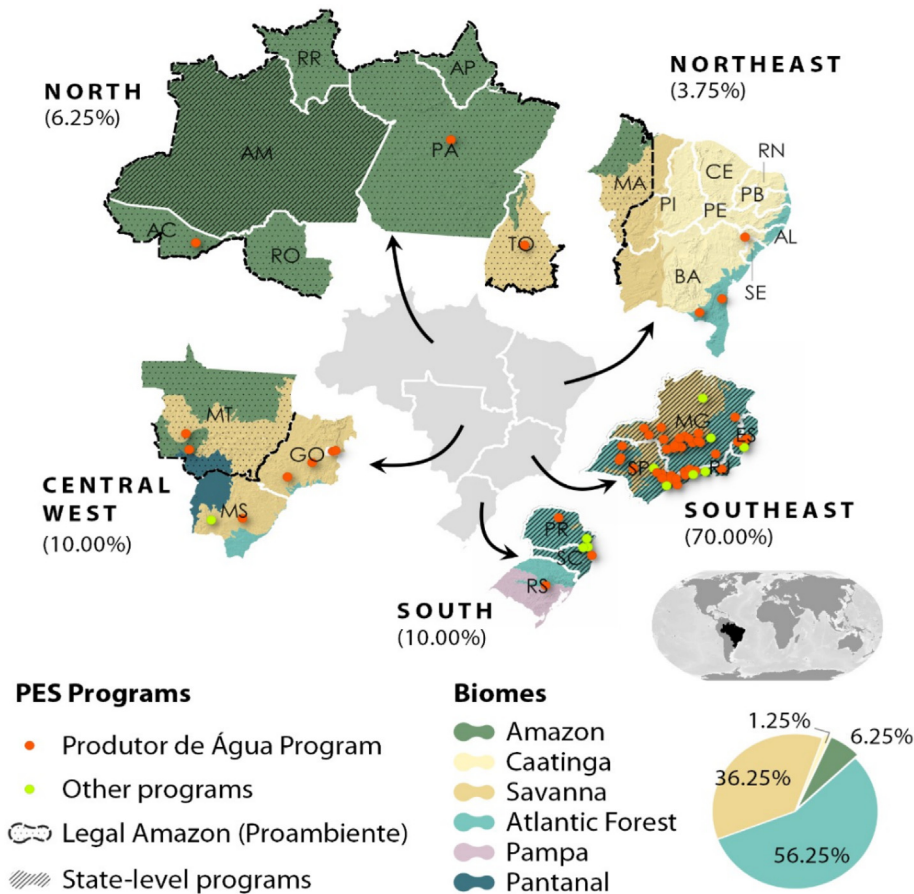 NORTH
(6.25%)
RR
AP
AM
PA
AC
RO
TO
NORTHEAST
(3.75%)
RN
CE
MA
PB
PI
PE
AL
BA
SE
MT
GO
CENTRAL
WEST
(10.00%)
MS
MG
ES
SP
RJ
SOUTHEAST
(70.00%)
PR
SC
RS
SOUTH
(10.00%)
PES Programs
Produtor de Água Program
Other programs
Legal Amazon (Proambiente)
State-level programs
Biomes
Amazon
Caatinga
Savanna
Atlantic Forest
Pampa
Pantanal
1.25%
6.25%
36.25%
56.25%